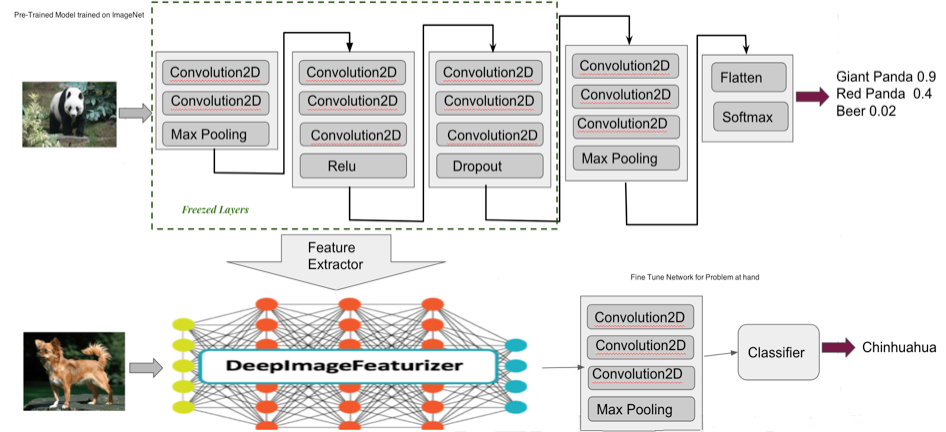 Pre-Trained Model trained on ImageNet
Convolution2D
Convolution2D
Max Pooling
Convolution2D
Convolution2D
Convolution2D
Relu
Convolution2D
Convolution2D
Convolution2D
Dropout
Convolution2D
Convolution2D
Convolution2D
Max Pooling
Flatten
Softmax
Giant Panda 0.9
Red Panda 0.4
Beer 0.02
Freezed Layers
Feature
Extractor
Fine Tune Network for Problem at hand
DeepImageFeaturizer
Convolution2D
Convolution2D
Convolution2D
Max Pooling
Classifier
Chinhuahua